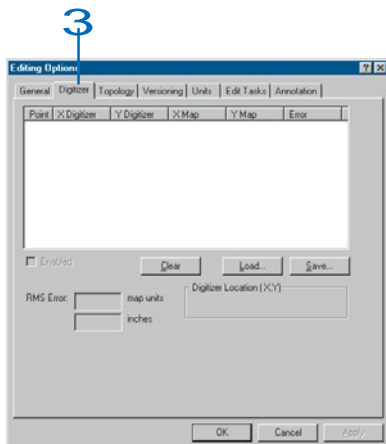 3
Editing Options
General Digitizer Topology Versioning Units Edit Tasks Annotation
Point X Digitizer Y Digitizer X Map Y Map Error
Enabled Clear Load... Save...
RMS Error: map units Digitizer Location (X,Y)
inches
OK Cancel Apply